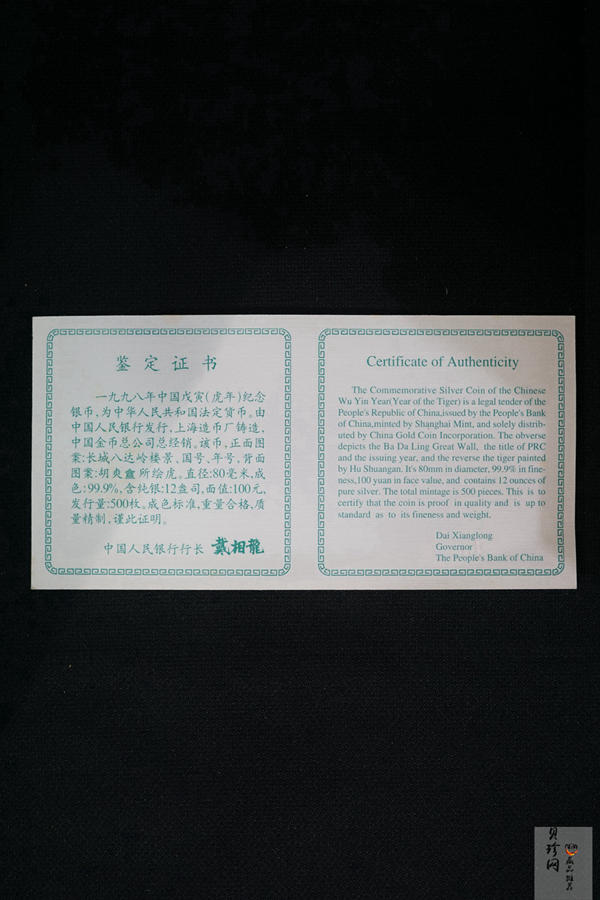 鉴定证书
一九九八年中国戊寅(虎年)纪念
银币，为中华人民共和国法定货币。由
中国人民银行发行，上海造币厂铸造，
中国金币总公司总经销。该币，正面图
案：长城八达岭楼景、国号、年号，背面
图案：胡爽盦所绘虎。直径：80毫米，成
色：99.9%，含纯银：12盎司，面值：100元，
发行量：500枚。成色标准，重量合格，质
量精制，谨此证明。
中国人民银行行长 戴相龍
Certificate of Authenticity
The Commemorative Silver Coin of the Chinese
Wu Yin Year(Year of the Tiger) is a legal tender of the
People's Republic of China,issued by the People's Bank
of China,minted by Shanghai Mint, and solely distrib-
uted by China Gold Coin Incorporation. The obverse
depicts the Ba Da Ling Great Wall, the title of PRC
and the issuing year, and the reverse the tiger painted
by Hu Shuangan. It's 80mm in diameter, 99.9% in fine-
ness,100 yuan in face value, and contains 12 ounces of
pure silver. The total mintage is 500 pieces. This is to
certify that the coin is proof in quality and is up to
standard as to its fineness and weight.
Dai Xianglong
Governor
The People's Bank of China
贝珍网
藏品推荐